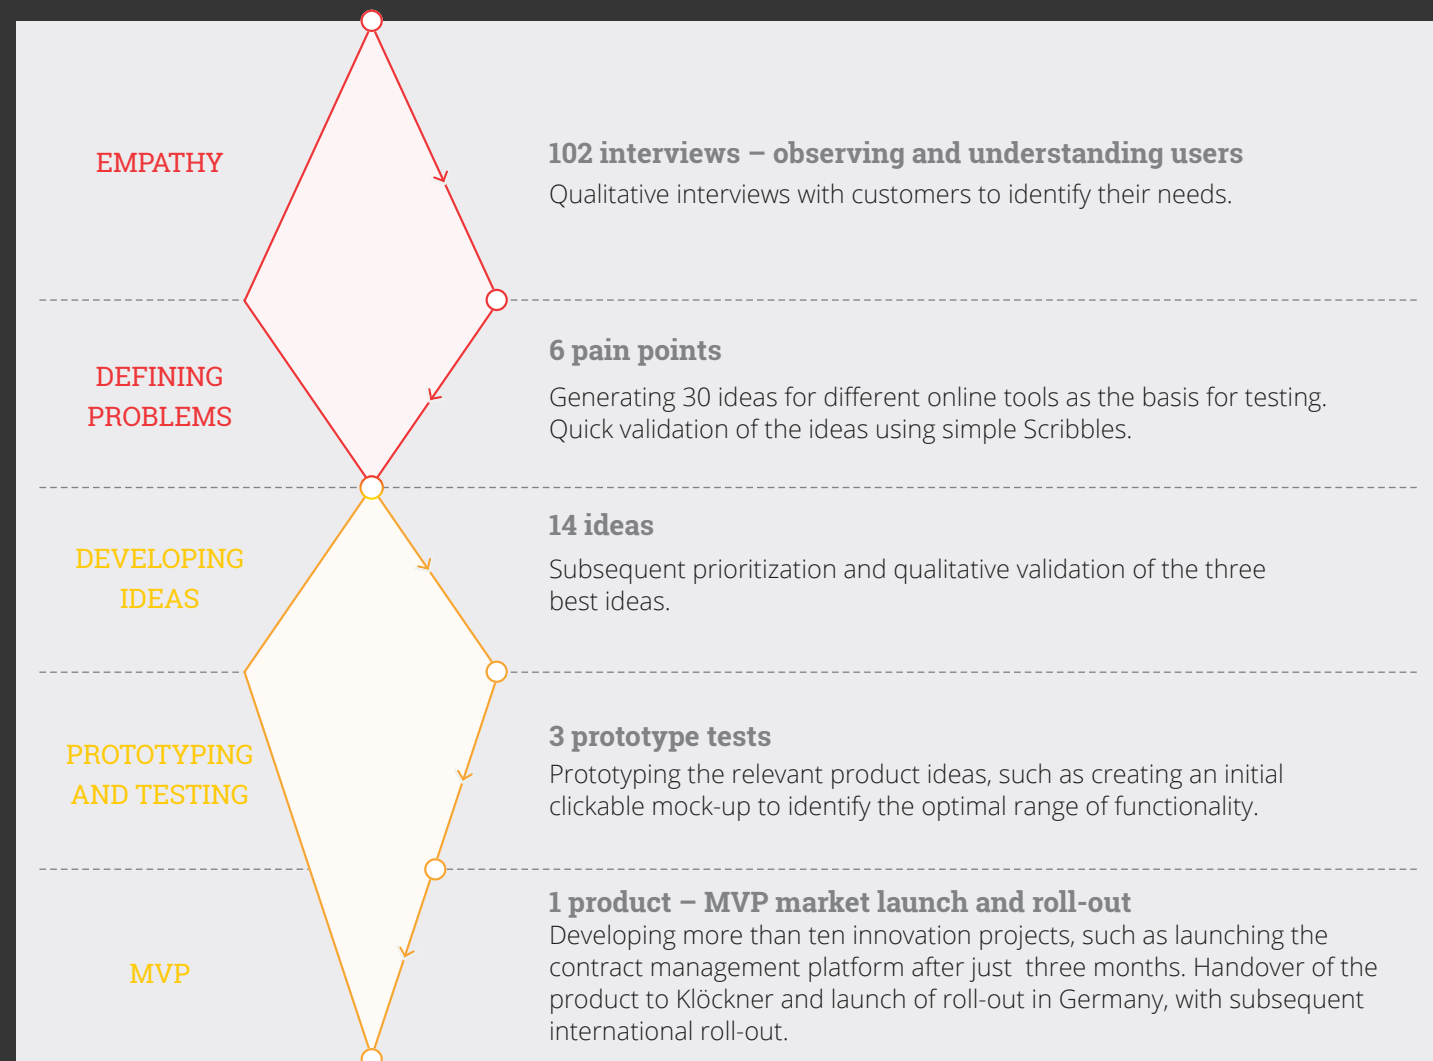 EMPATHY
102 interviews – observing and understanding users
Qualitative interviews with customers to identify their needs.
DEFINING
PROBLEMS
6 pain points
Generating 30 ideas for different online tools as the basis for testing.
Quick validation of the ideas using simple Scribbles.
DEVELOPING
IDEAS
14 ideas
Subsequent prioritization and qualitative validation of the three
best ideas.
PROTOTYPING
AND TESTING
3 prototype tests
Prototyping the relevant product ideas, such as creating an initial
clickable mock-up to identify the optimal range of functionality.
MVP
1 product – MVP market launch and roll-out
Developing more than ten innovation projects, such as launching the
contract management platform after just  three months. Handover of the
product to Klöckner and launch of roll-out in Germany, with subsequent
international roll-out.